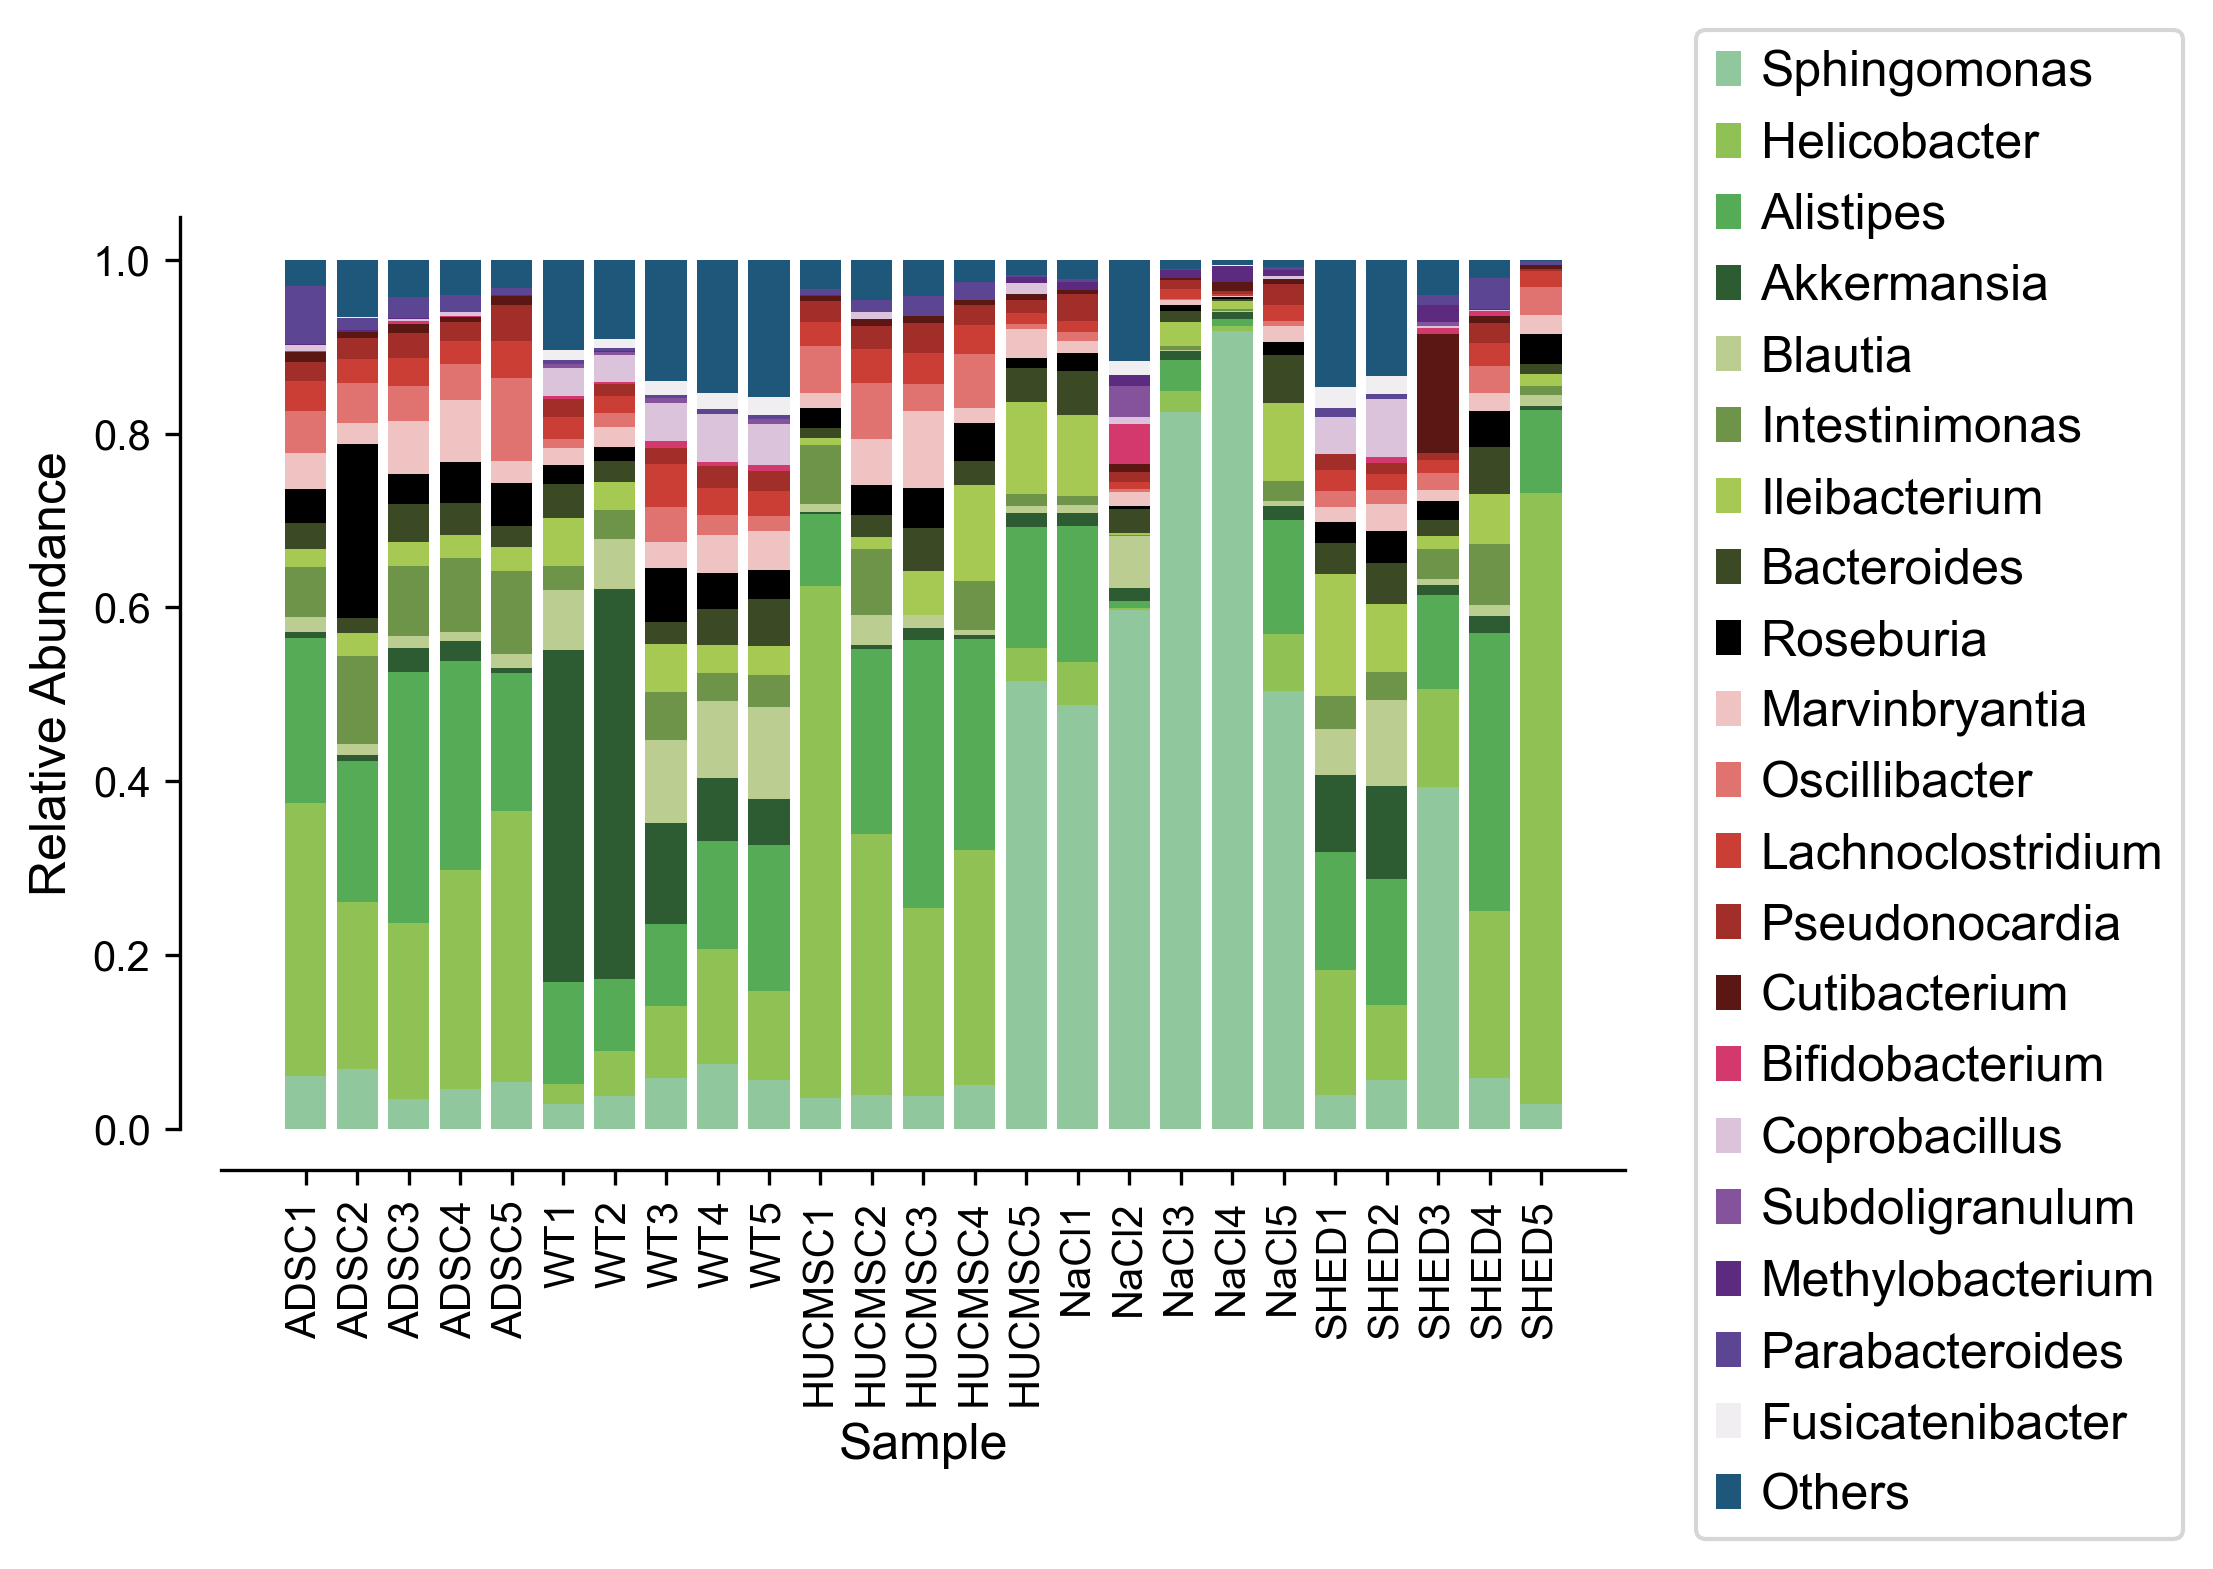 Relative Abundance
1.0
0.8
0.6
0.4
0.2
0.0
ADSC1
ADSC2
ADSC3
ADSC4
ADSC5
WT1
WT2
WT3
WT4
WT5
HUCMSC1
HUCMSC2
HUCMSC3
HUCMSC4
HUCMSC5
NaCl1
NaCl2
NaCl3
NaCl4
NaCl5
SHED1
SHED2
SHED3
SHED4
SHED5
Sample
Sphingomonas
Helicobacter
Alistipes
Akkermansia
Blautia
Intestinimonas
Ileibacterium
Bacteroides
Roseburia
Marvinbryantia
Oscillibacter
Lachnoclostridium
Pseudonocardia
Cutibacterium
Bifidobacterium
Coprobacillus
Subdoligranulum
Methylobacterium
Parabacteroides
Fusicatenibacter
Others